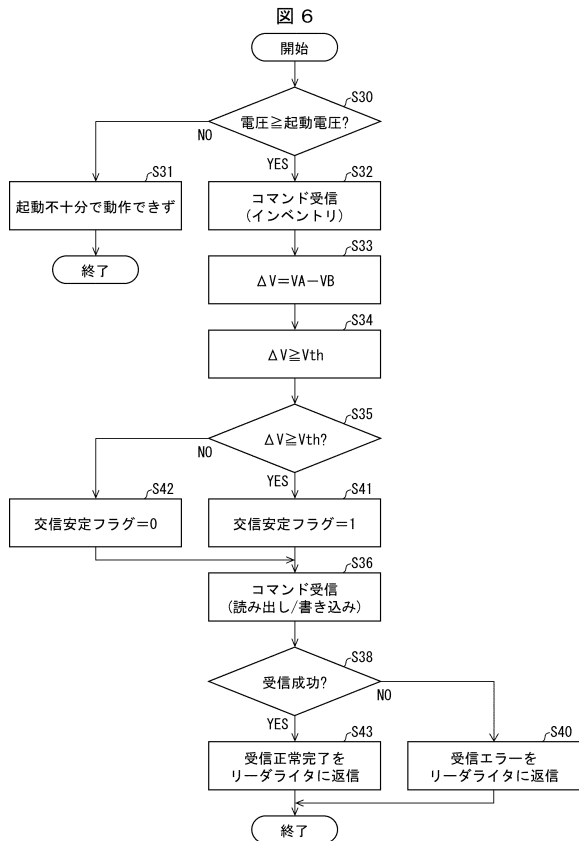 図６
開始
S30
電圧≧起動電圧?
NO
YES
S31
起動不十分で動作できず
終了
S32
コマンド受信
(インベントリ)
S33
ΔV＝VA－VB
S34
ΔV≧Vth
S35
ΔV≧Vth?
NO
YES
S42
交信安定フラグ＝0
S41
交信安定フラグ＝1
S36
コマンド受信
(読み出し/書き込み)
S38
受信成功?
NO
YES
S43
受信正常完了を
リーダライタに返信
S40
受信エラーを
リーダライタに返信
終了